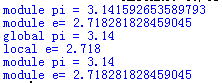 module pi = 3.141592653589793
module e= 2.718281828459045
global pi = 3.14
local e= 2.718
module pi = 3.14
module e= 2.718281828459045